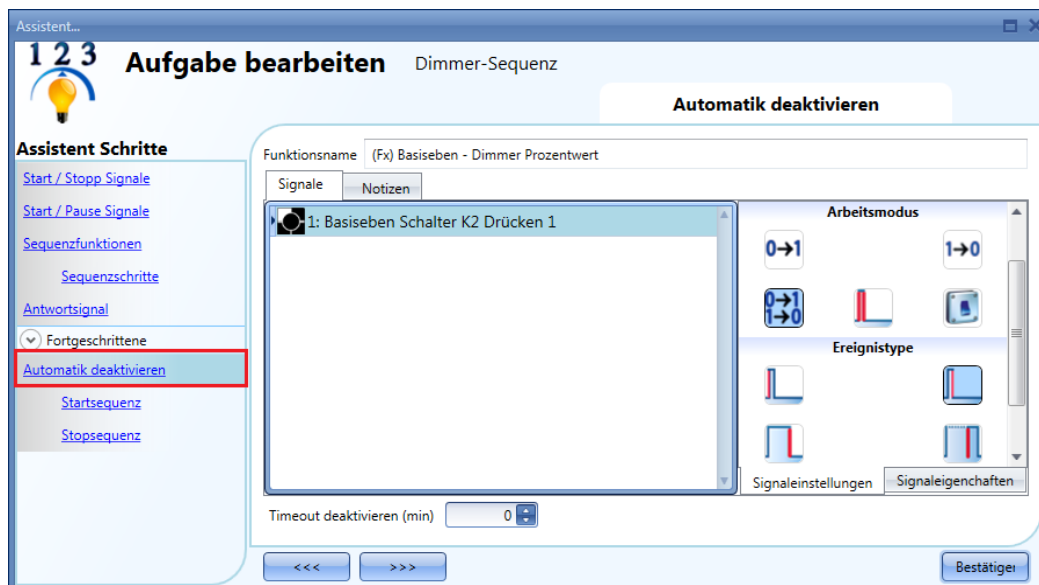 Assistent...
1 2 3
Aufgabe bearbeiten Dimmer-Sequenz
Automatik deaktivieren
Assistent Schritte
Start / Stopp Signale
Start / Pause Signale
Sequenzfunktionen
Sequenzschritte
Antwortsignal
Fortgeschrittene
Automatik deaktivieren
Startsequenz
Stopsequenz
Funktionsname (Fx) Basiseben - Dimmer Prozentwert
Signale Notizen
1: Basiseben Schalter K2 Drücken 1
Arbeitsmodus
0→1 1→0
0→1
1→0
Ereignistype
Signaleinstellungen Signaleigenchaften
Timeout deaktivieren (min) 0
<<< >>>
Bestätiger